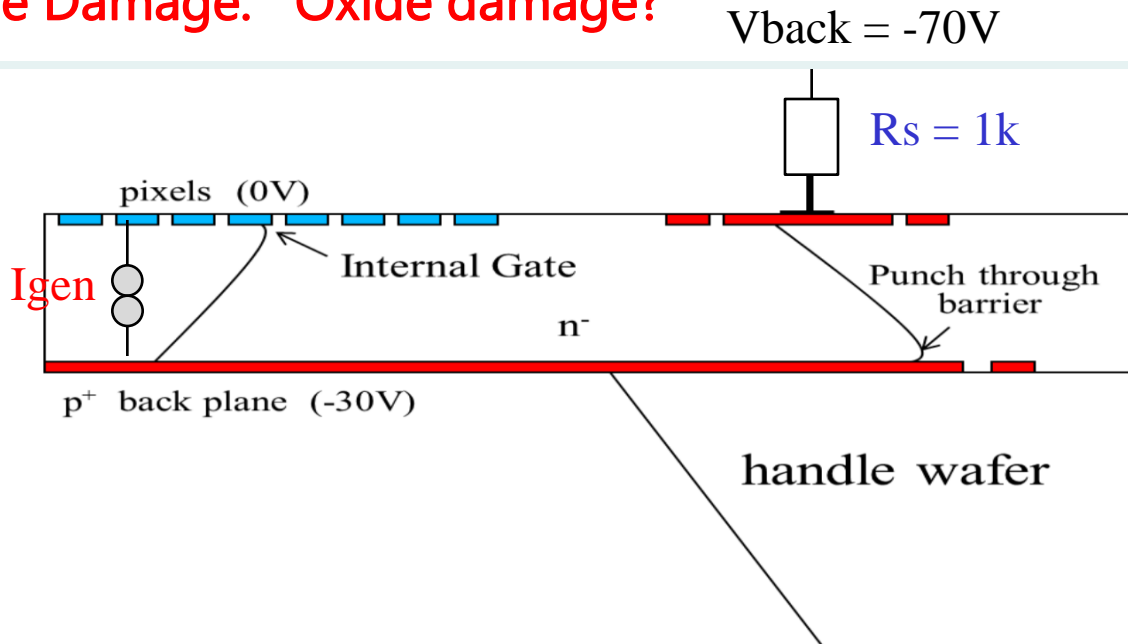 e Damage. Oxide damage?
Vback = -70V
Rs = 1k
pixels (0V)
Internal Gate
Igen
Punch through
barrier
n-
p+ back plane (-30V)
handle wafer